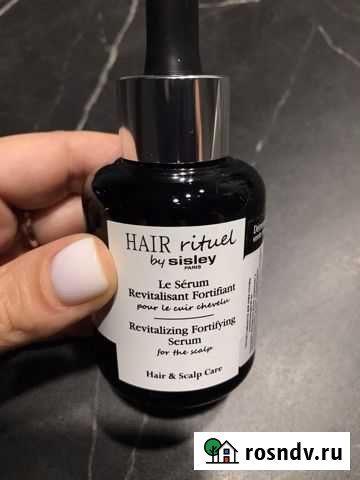 HAIR rituel
by sisley
PARIS
Le Sérum
Revitalisant Fortifiant
pour le cuir chevelu
Revitalizing Fortifying
Serum
for the scalp
Hair & Scalp Care
rosndv.ru